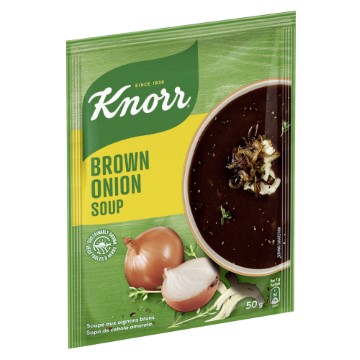 SINCE 1838
Knorr
BROWN
ONION
SOUP
50g
Soupe aux oignons bruns.
Sopa de cebola amarela.